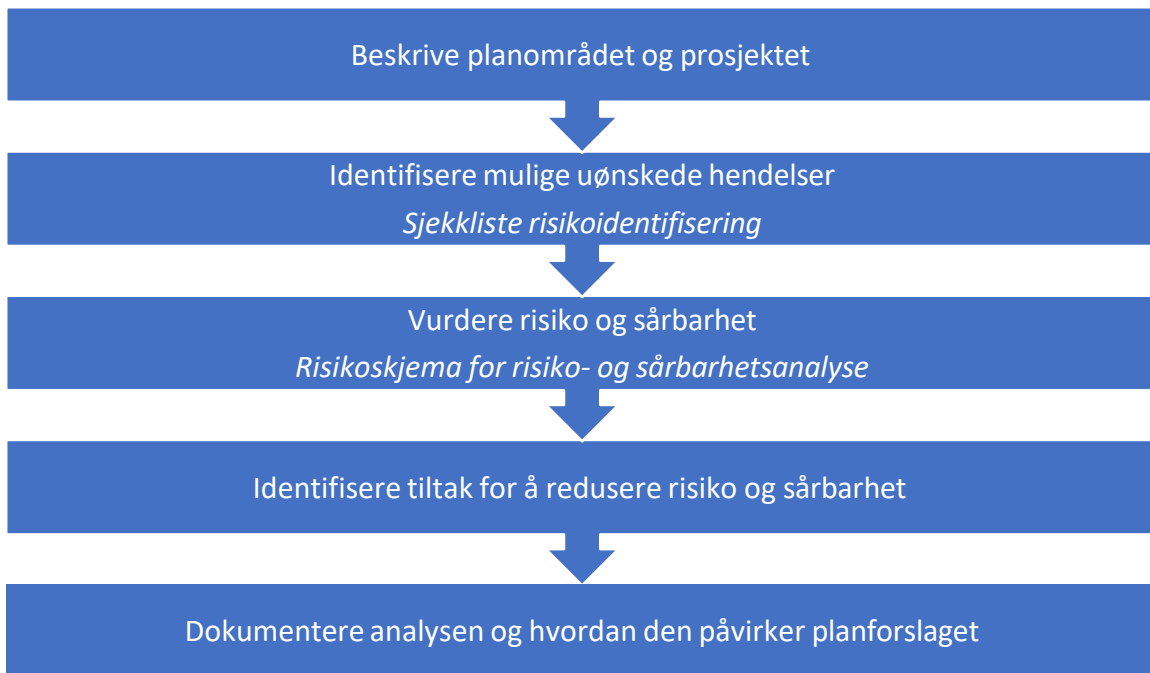 Beskrive planområdet og prosjektet
Identifisere mulige uønskede hendelser
Sjekkliste risikoidentifisering
Vurdere risiko og sårbarhet
Risikoskjema for risiko- og sårbarhetsanalyse
Identifisere tiltak for å redusere risiko og sårbarhet
Dokumentere analysen og hvordan den påvirker planforslaget